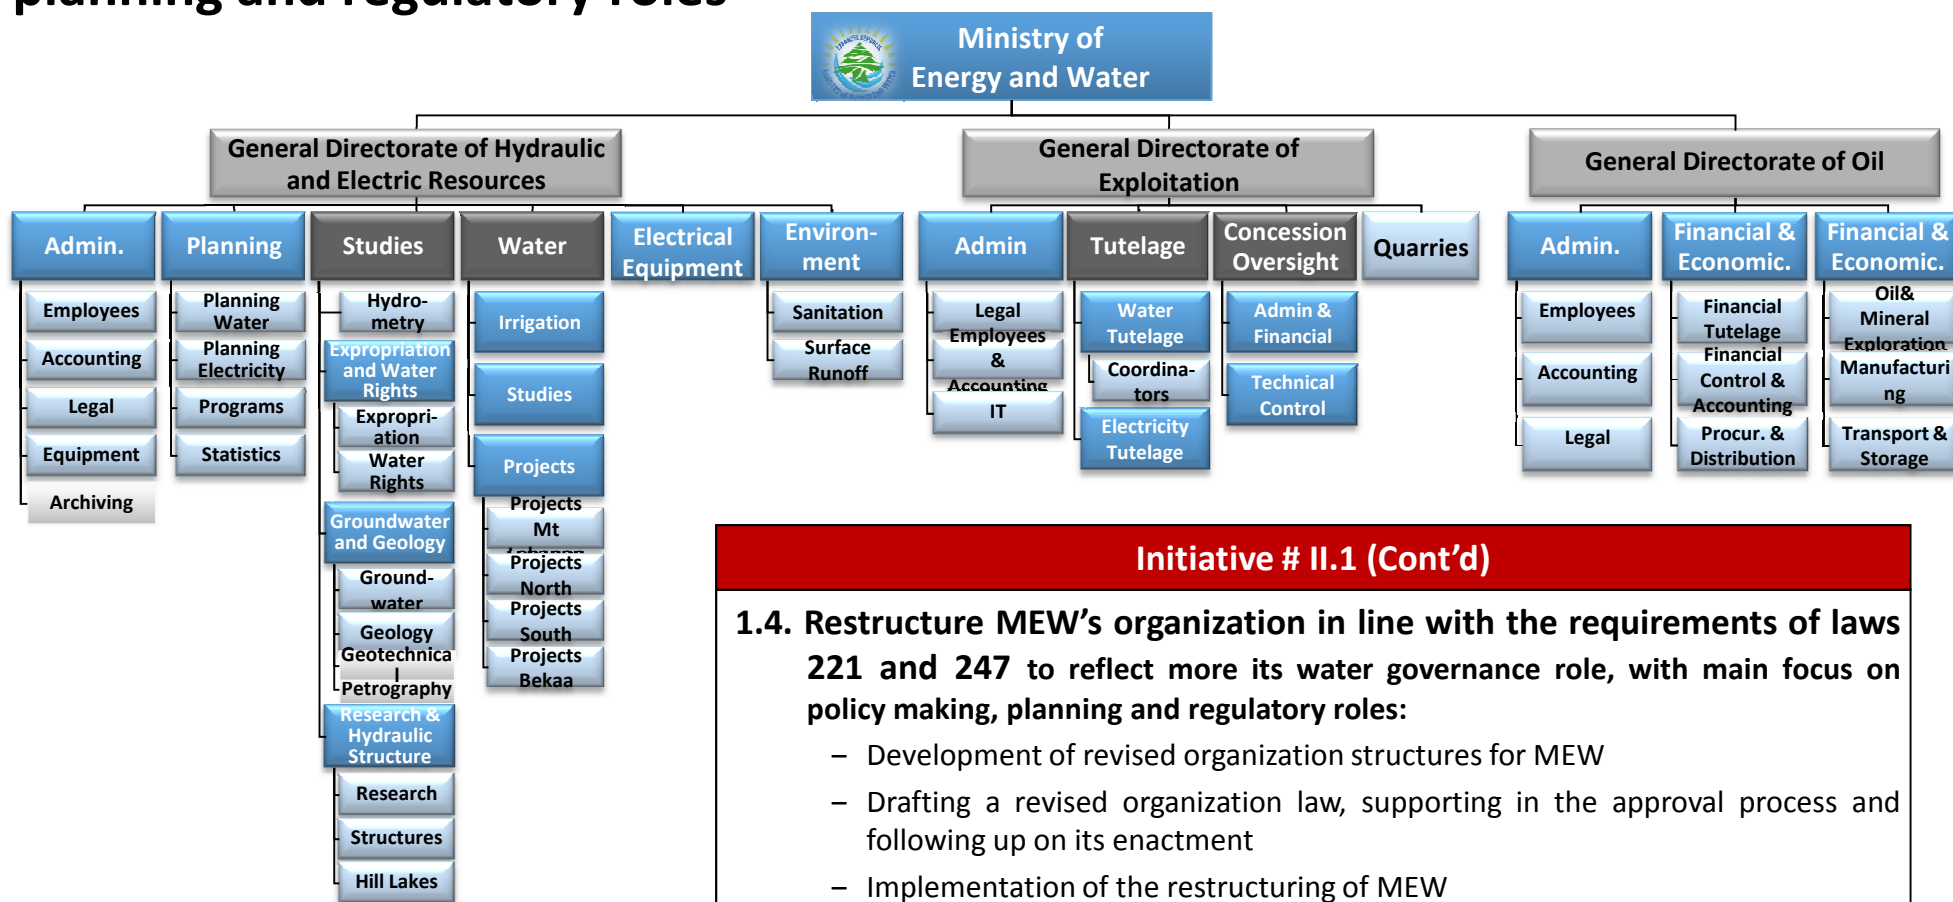 planning and regulatory roles
Ministry of
Energy and Water
General Directorate of Hydraulic
and Electric Resources
General Directorate of
Exploitation
General Directorate of Oil
Admin.
Planning
Studies
Water
Electrical
Equipment
Environ-
ment
Admin
Tutelage
Concession
Oversight
Quarries
Admin.
Financial &
Economic.
Financial &
Economic.
Employees
Accounting
Legal
Equipment
Archiving
Planning
Water
Planning
Electricity
Programs
Statistics
Hydro-
metry
Expropriation
and Water
Rights
Expropri-
ation
Water
Rights
Groundwater
and Geology
Ground-
water
Geology
Geotechnica
l
Petrography
Research &
Hydraulic
Structure
Research
Structures
Hill Lakes
Irrigation
Studies
Projects
Projects
Mt
Lebanon
Projects
North
Projects
South
Projects
Bekaa
Sanitation
Surface
Runoff
Legal
Employees
&
Accounting
IT
Water
Tutelage
Coordina-
tors
Electricity
Tutelage
Admin &
Financial
Technical
Control
Employees
Accounting
Legal
Financial
Tutelage
Financial
Control &
Accounting
Procur. &
Distribution
Oil&
Mineral
Exploration
Manufacturi
ng
Transport &
Storage
Initiative # II.1 (Cont’d)
1.4. Restructure MEW’s organization in line with the requirements of laws
221 and 247 to reflect more its water governance role, with main focus on
policy making, planning and regulatory roles:
– Development of revised organization structures for MEW
– Drafting a revised organization law, supporting in the approval process and
following up on its enactment
– Implementation of the restructuring of MEW